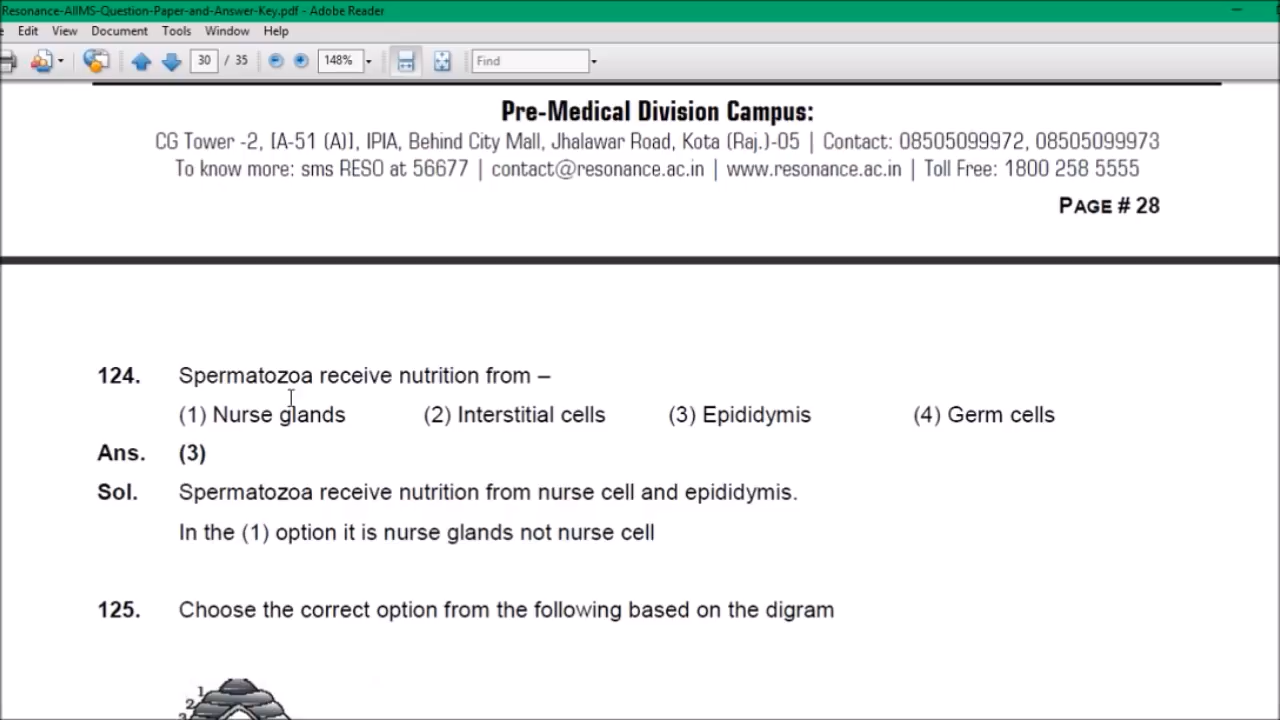 Resonance-AIIMS-Question-Paper-and-Answer-Key.pdf - Adobe Reader
Edit View Document Tools Window Help
30 / 35 148% Find
Pre-Medical Division Campus:
CG Tower -2, [A-51 (A)], IPIA, Behind City Mall, Jhalawar Road, Kota (Raj.)-05 | Contact: 08505099972, 08505099973
To know more: sms RESO at 56677 | contact@resonance.ac.in | www.resonance.ac.in | Toll Free: 1800 258 5555
PAGE # 28
124. Spermatozoa receive nutrition from –
(1) Nurse glands (2) Interstitial cells (3) Epididymis (4) Germ cells
Ans. (3)
Sol. Spermatozoa receive nutrition from nurse cell and epididymis.
In the (1) option it is nurse glands not nurse cell
125. Choose the correct option from the following based on the digram
1
2